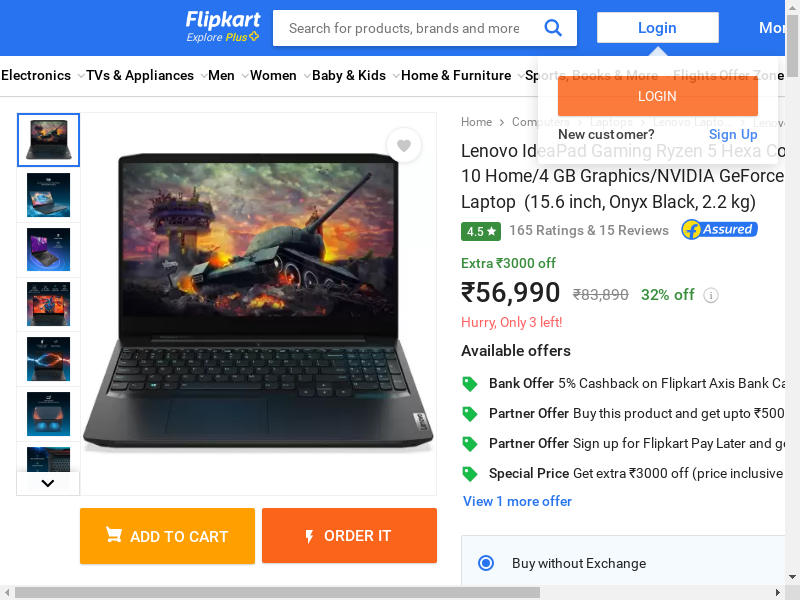 Flipkart
Explore Plus
Search for products, brands and more
Login
Mor
Electronics
TVs & Appliances
Men
Women
Baby & Kids
Home & Furniture
Sports, Books & More
Flights
Offer Zone
LOGIN
New customer?
Sign Up
Home
Computers
Laptops
Lenovo Lapto...
Lenovo
Lenovo IdeaPad Gaming Ryzen 5 Hexa Co
10 Home/4 GB Graphics/NVIDIA GeForce
Laptop (15.6 inch, Onyx Black, 2.2 kg)
4.5 ★
165 Ratings & 15 Reviews
Assured
Extra ₹3000 off
₹56,990
₹83,890
32% off
i
Hurry, Only 3 left!
Available offers
Bank Offer 5% Cashback on Flipkart Axis Bank Ca
Partner Offer Buy this product and get upto ₹500
Partner Offer Sign up for Flipkart Pay Later and ge
Special Price Get extra ₹3000 off (price inclusive
View 1 more offer
Lenovo
ADD TO CART
ORDER IT
Buy without Exchange